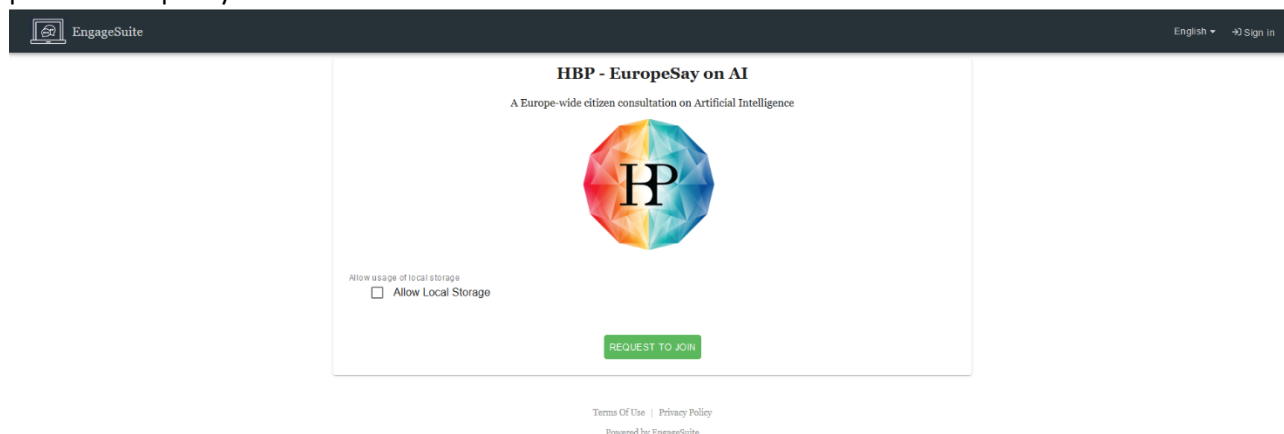 EngageSuite
English
Sign in
HBP - EuropeSay on AI
A Europe-wide citizen consultation on Artificial Intelligence
HBP
Allow usage of local storage
Allow Local Storage
REQUEST TO JOIN
Terms Of Use | Privacy Policy
Powered by EngageSuite